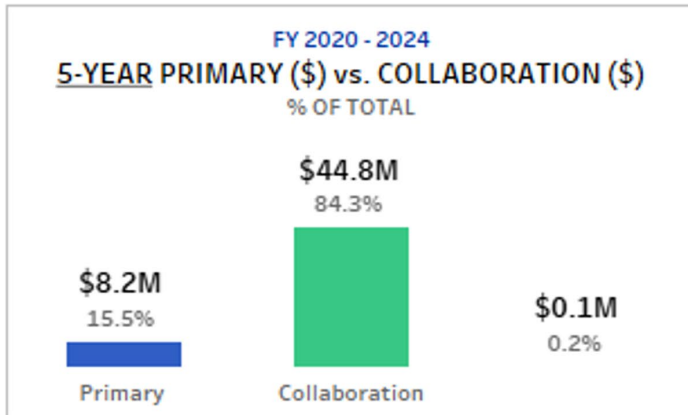 FY 2020 - 2024
5-YEAR PRIMARY ($) vs. COLLABORATION ($)
% OF TOTAL
$44.8M
84.3%
$8.2M
15.5%
$0.1M
0.2%
Primary
Collaboration